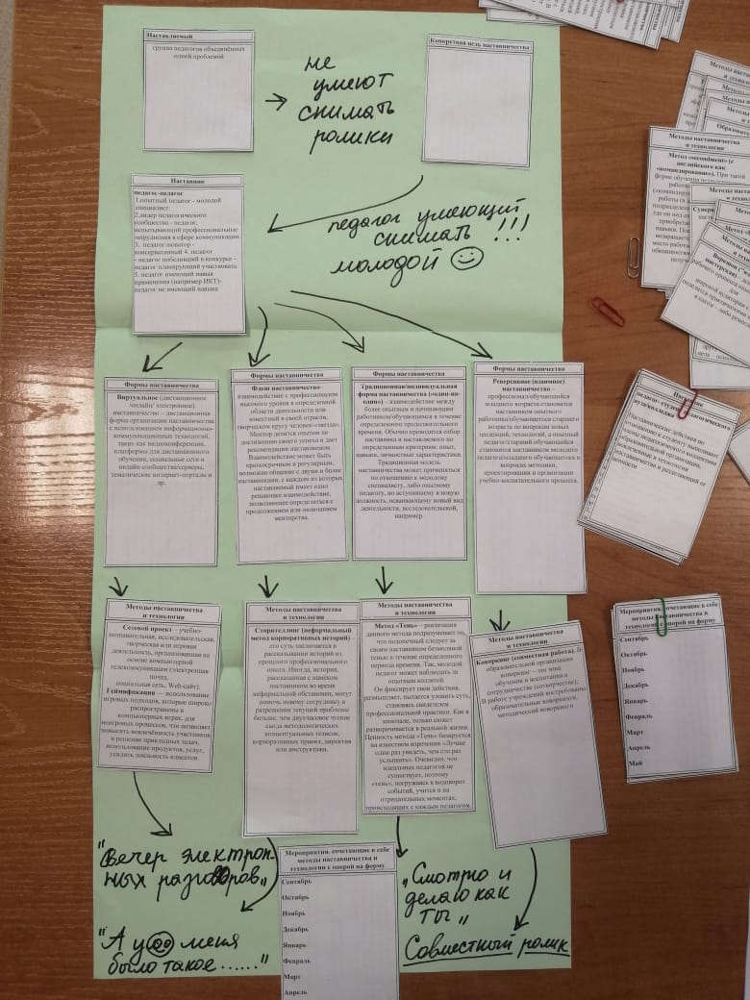 Наставляемый
группа педагогов объединённых
одной проблемой
не
умеют
снимать
ролики
Конкретная цель наставничества
Наставник
педагог-педагог
1.опытный педагог - молодой
специалист:
2.лидер педагогического
сообщества - педагог,
испытывающий профессиональные
затруднения в сфере коммуникации.
3. педагог-новатор -
консервативный 4. педагог
- педагог победивший в конкурсе -
педагог планирующий участвовать
5. педагог имеющий навык
применения (например ИКТ)-
педагог не имеющий навыка
педагог умеющий
снимать !!!
молодой
Формы наставничества
Виртуальное (дистанционное
/онлайн/ электронное)
наставничество – дистанционная
форма организации наставничества
с использованием информационно-
коммуникационных технологий,
таких как видеоконференции,
платформы для дистанционного
обучения, социальные сети и
онлайн-сообщества/серверы,
тематические интернет-порталы и
др.
Формы наставничества
Флеш наставничество-
взаимодействие с профессионалом
высокого уровня в определенной
области деятельности или
известный в своей отрасли,
творческом кругу человек-«звезда».
Ментор делится опытом по
достижению своего успеха и дает
рекомендации наставляемым.
Взаимодействие может быть
краткосрочным и регулярным,
возможно общение с двумя и более
наставниками, с каждым из которых
наставляемый имеет одно
решающее взаимодействие,
позволяющее определиться с
продолжением или окончанием
менторства.
Формы наставничества
Традиционная/индивидуальная
форма наставничества («один-на-
один») – взаимодействие между
более опытным и начинающим
работником/обучающемся в течение
определенного продолжительного
времени. Обычно проводится отбор
наставника и наставляемого по
определенным критериям: опыт,
навыки, личностные характеристики.
Традиционная модель
наставничества может применяться
по отношению к молодому
специалисту, либо опытному
педагогу, но вступившему в новую
должность, осваивающему новый вид
деятельности, исследовательской,
например.
Формы наставничества
Реверсивное (взаимное)
наставничество
профессионал/обучающийся
младшего возраста становится
наставником опытного
работника/обучающегося старшего
возраста по вопросам новых
тенденций, технологий, а опытный
педагог/старший обучающийся
становится наставником молодого
педагога/младшего обучающегося в
вопросах методики,
проектирования и организации
учебно-воспитательного процесса.
Методы наставничества
и технологии
Сетевой проект – учебно-
познавательная, исследовательская,
творческая или игровая
деятельность, организованная на
основе компьютерной
телекоммуникации (электронная
почта,
социальная сеть, Web-сайт).
Геймификация — использование
игровых подходов, которые широко
распространены в
компьютерных играх, для
неигровых процессов, что позволяет
повысить вовлечённость участников
в решение прикладных задач,
использование продуктов, услуг,
усилить лояльность клиентов.
Методы наставничества
и технологии
Сторителлинг (неформальный
метод корпоративных историй) –
его суть заключается в
рассказывании историй из
прошлого профессионального
опыта. Иногда, история,
рассказанная с намёком
наставником во время
неформальной обстановки, могут
помочь новому сотруднику в
разрешении текущей проблемы
больше, чем двухчасовое чтение
свода методологических
концептуальных тезисов,
корпоративных правил, директив
или инструктажа.
Методы наставничества
и технологии
Метод «Тень» – реализация
данного метода подразумевает то,
что подопечный следует за
своим наставником безмолвной
тенью в течение определенного
периода времени. Так, молодой
педагог может наблюдать за
опытным коллегой.
Он фиксирует свои действия,
размышляет, пытается уловить суть,
становясь свидетелем
профессиональной практики. Как в
кинозале, только сюжет
разворачивается в реальной жизни.
Ценность метода «Тень» базируется
на известном изречении «Лучше
один раз увидеть, чем сто раз
услышать». Очевидно, что
идеальных педагогов не
существует, поэтому
«тень», погружаясь в водоворот
событий, учится и на
отрицательных моментах,
происходящих с каждым педагогом.
Методы наставничества
и технологии
Коворкинг (совместная работа). В
образовательной организации
коворкинг – это зона
обучения и воспитания в
сотрудничестве (сотворчестве).
В работе учреждений востребованы
образовательные коворкинги,
методический коворкинг
"Вечер электрон-
ных разговоров"
"А у меня
было такое......"
Мероприятия, сочетающие в себе
методы наставничества и
технологии с опорой на форму
Сентябрь
Октябрь
Ноябрь
Декабрь
Январь
Февраль
Март
Апрель
„Смотрю и
делаю как
ты"
Совместный ролик
Методы наставничества
и технологии
Метод «secondment» (с
английского как
«командирование»). При такой
Мероприятия, сочетающие в себе
методы наставничества и
технологии с опорой на форму
Сентябрь
Октябрь
Ноябрь
Декабрь
Январь
Февраль
Март
Апрель
Май